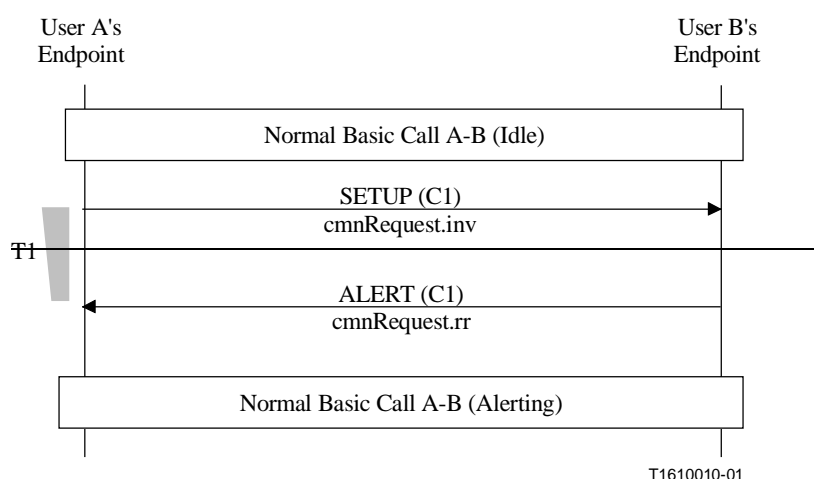 User A's
Endpoint
User B's
Endpoint
Normal Basic Call A-B (Idle)
SETUP (C1)
cmnRequest.inv
T1
ALERT (C1)
cmnRequest.rr
Normal Basic Call A-B (Alerting)
T1610010-01